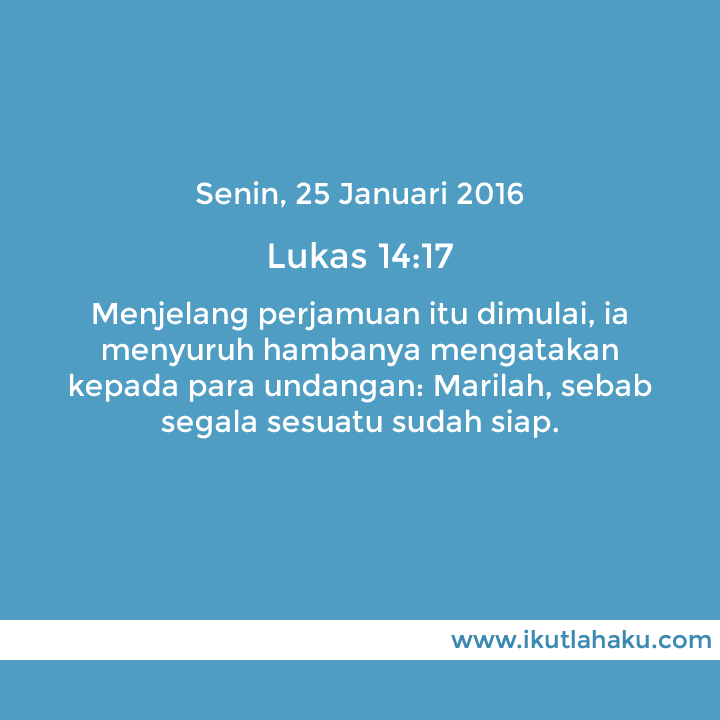 Senin, 25 Januari 2016
Lukas 14:17
Menjelang perjamuan itu dimulai, ia
menyuruh hambanya mengatakan
kepada para undangan: Marilah, sebab
segala sesuatu sudah siap.
www.ikutlahaku.com